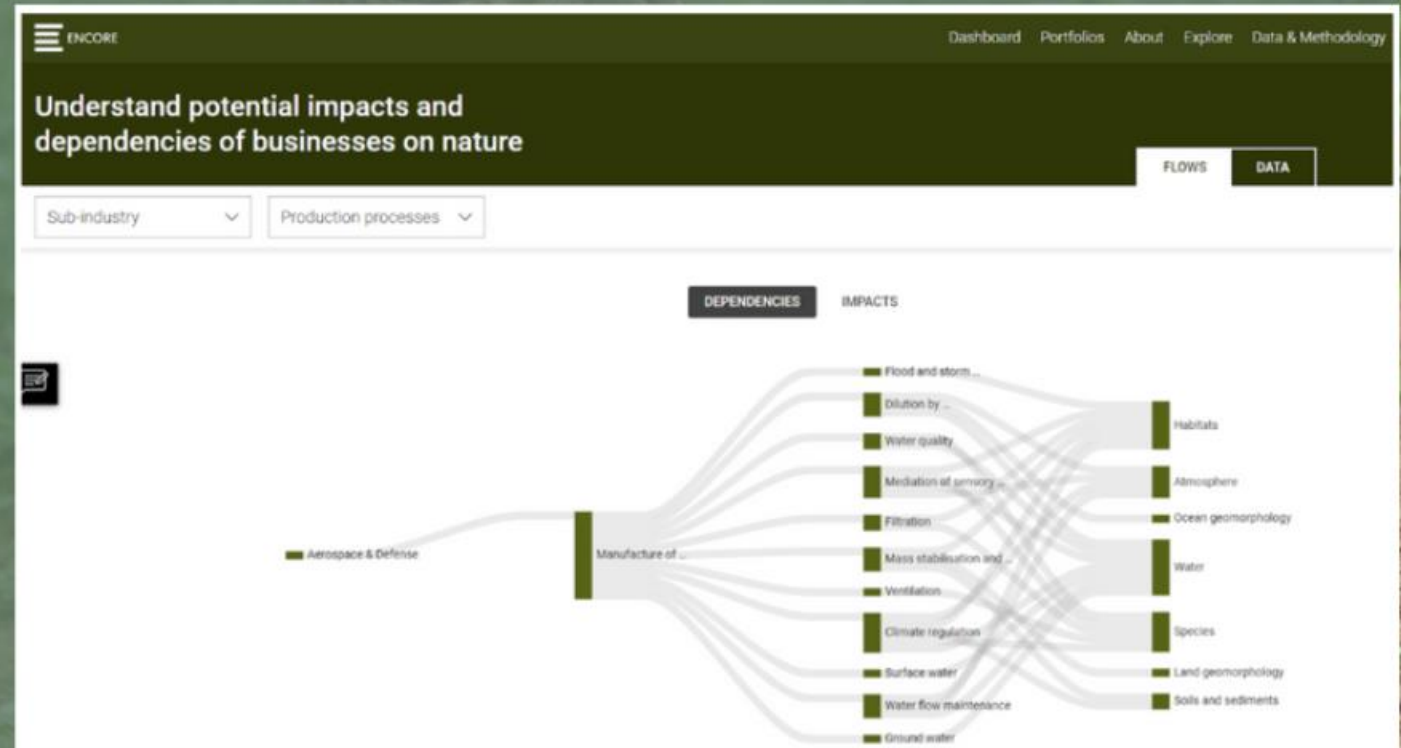 ENCORE
Dashboard Portfolios About Explore Data & Methodology
Understand potential impacts and
dependencies of businesses on nature
FLOWS DATA
Sub-industry Production processes
DEPENDENCIES IMPACTS
Aerospace & Defense
Manufacture of ...
Flood and storm ...
Dilution by ...
Water quality
Mediation of sensory ...
Filtration
Mass stabilisation and ...
Ventilation
Climate regulation
Surface water
Water flow maintenance
Ground water
Habitats
Atmosphere
Ocean geomorphology
Water
Species
Land geomorphology
Soils and sediments